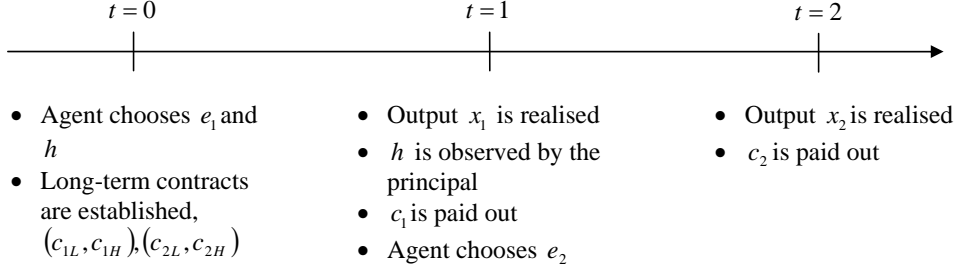 t = 0
t = 1
t = 2
• Agent chooses e₁ and
h
• Long-term contracts
are established,
(c₁L, c₁H), (c₂L, c₂H)
• Output x₁ is realised
• h is observed by the
principal
• c₁ is paid out
• Agent chooses e₂
• Output x₂ is realised
• c₂ is paid out